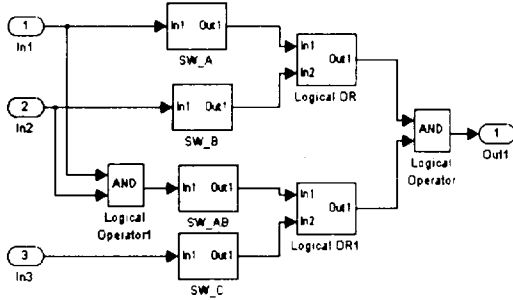 1
In1
In1 Out1
SW_A
In1
In2
Out1
Logical OR
2
In2
In1 Out1
SW_B
AND
Logical
Operator
1
Out1
AND
Logical
Operator1
In1 Out1
SW_AB
In1
In2
Out1
Logical OR1
3
In3
In1 Out1
SW_C